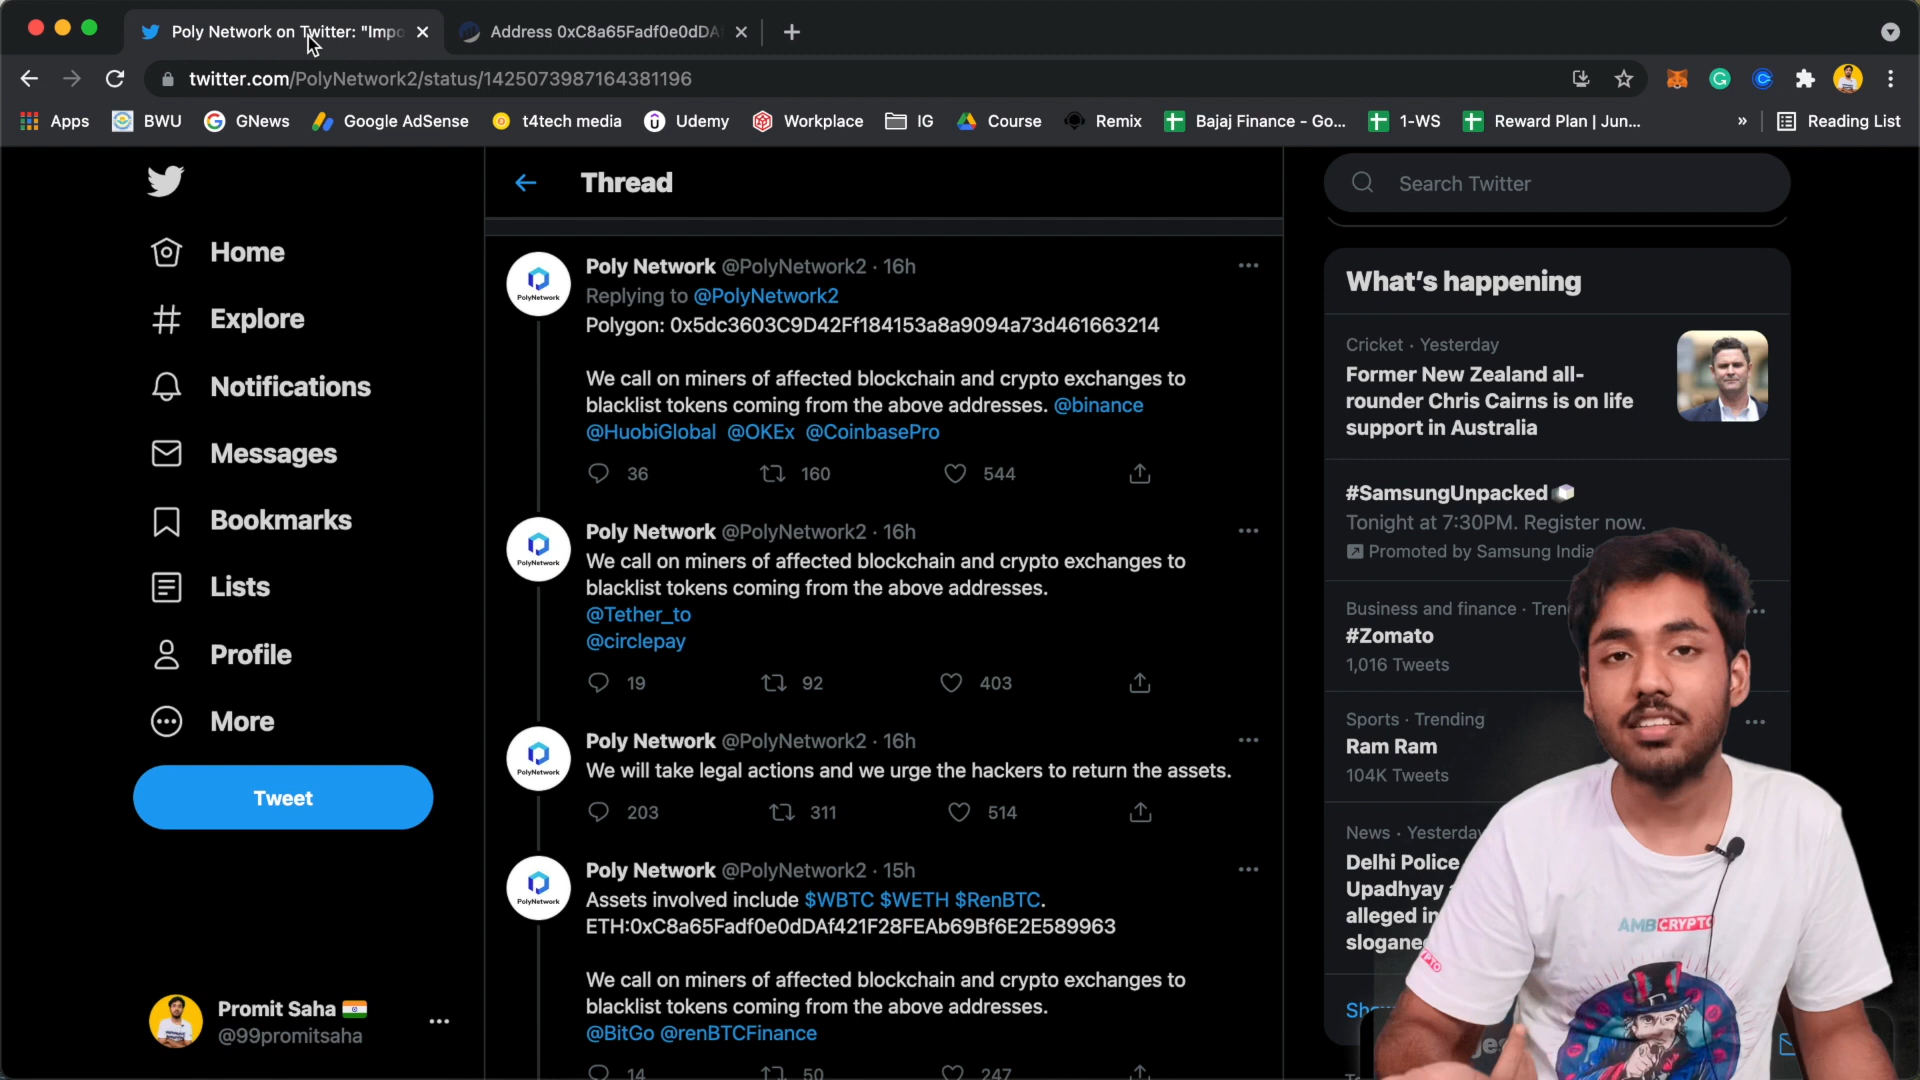 Poly Network on Twitter: "Impo
Address 0xC8a65Fadf0e0dDA
twitter.com/PolyNetwork2/status/1425073987164381196
Apps BWU GNews Google AdSense t4tech media Udemy Workplace IG Course Remix Bajaj Finance - Go... 1-WS Reward Plan | Jun... » Reading List
Home
Explore
Notifications
Messages
Bookmarks
Lists
Profile
More
Tweet
Promit Saha
@99promitsaha
Thread
Poly Network @PolyNetwork2 · 16h
Replying to @PolyNetwork2
Polygon: 0x5dc3603C9D42Ff184153a8a9094a73d461663214
We call on miners of affected blockchain and crypto exchanges to
blacklist tokens coming from the above addresses. @binance
@HuobiGlobal @OKEx @CoinbasePro
36 160 544
Poly Network @PolyNetwork2 · 16h
We call on miners of affected blockchain and crypto exchanges to
blacklist tokens coming from the above addresses.
@Tether_to
@circlepay
19 92 403
Poly Network @PolyNetwork2 · 16h
We will take legal actions and we urge the hackers to return the assets.
203 311 514
Poly Network @PolyNetwork2 · 15h
Assets involved include $WBTC $WETH $RenBTC.
ETH:0xC8a65Fadf0e0dDAf421F28FEAb69Bf6E2E589963
We call on miners of affected blockchain and crypto exchanges to
blacklist tokens coming from the above addresses.
@BitGo @renBTCFinance
14 50 247
PolyNetwork
PolyNetwork
PolyNetwork
PolyNetwork
Search Twitter
What's happening
Cricket · Yesterday
Former New Zealand all-
rounder Chris Cairns is on life
support in Australia
#SamsungUnpacked
Tonight at 7:30PM. Register now.
Promoted by Samsung India
Business and finance · Tren
#Zomato
1,016 Tweets
Sports · Trending
Ram Ram
104K Tweets
News · Yesterday
Delhi Police
Upadhyay
alleged in
slogane
AMBCRYPTO